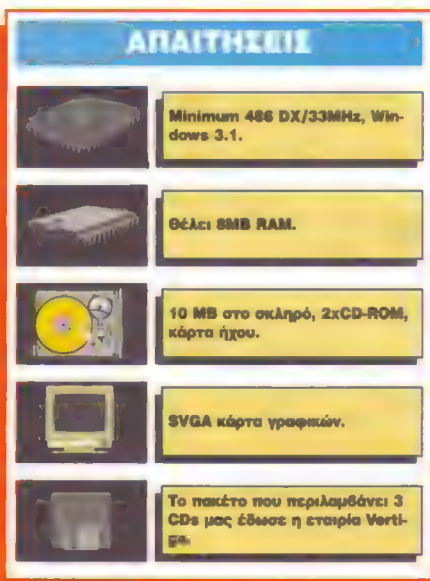 ΑΠΑΙΤΗΣΕΙΣ
Minimum 486 DX/33MHz, Win-
dows 3.1.
Θέλει 8MB RAM.
10 MB στο σκληρό, 2xCD-ROM,
κάρτα ήχου.
SVGA κάρτα γραφικών.
Το πακέτο που περιλαμβάνει 3
CDs μας έδωσε η εταιρία Verti-